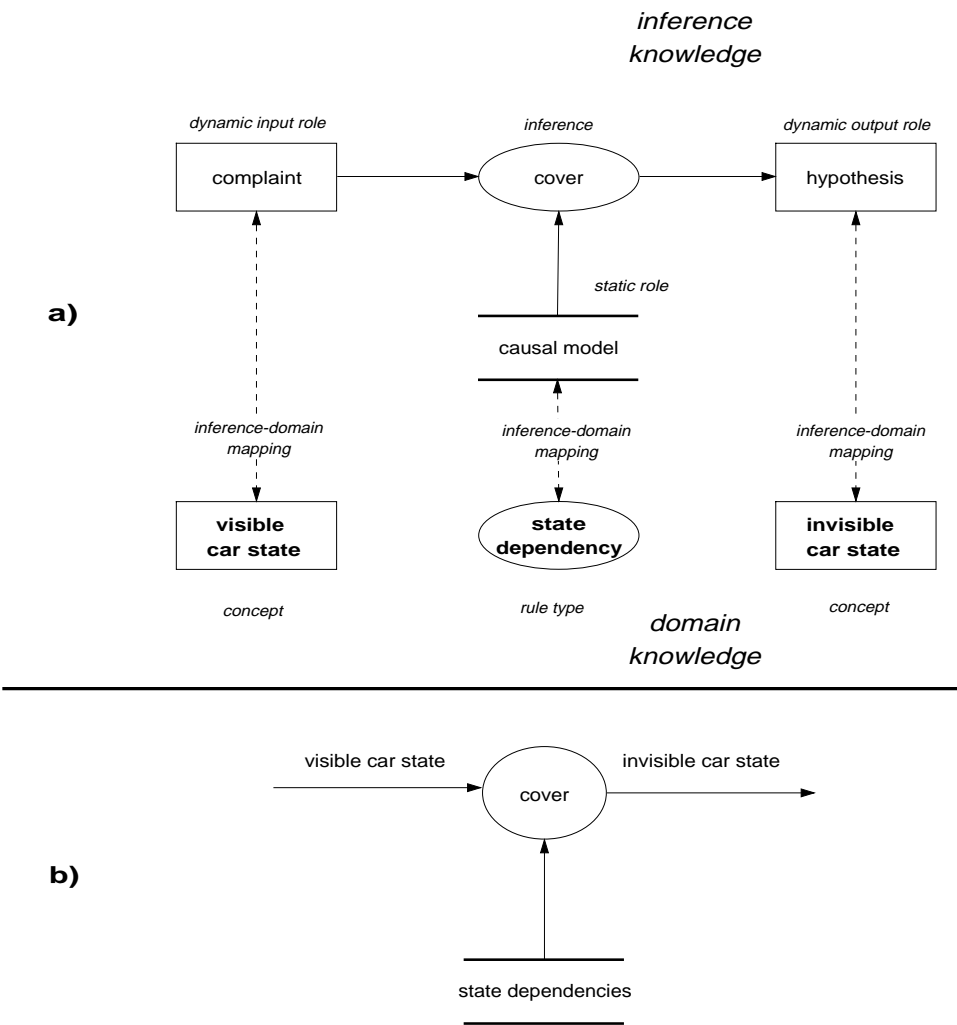 inference
knowledge
dynamic input role
inference
dynamic output role
complaint
cover
hypothesis
static role
a)
causal model
inference-domain
mapping
inference-domain
mapping
inference-domain
mapping
visible
car state
state
dependency
invisible
car state
concept
rule type
concept
domain
knowledge
visible car state
invisible car state
cover
b)
state dependencies